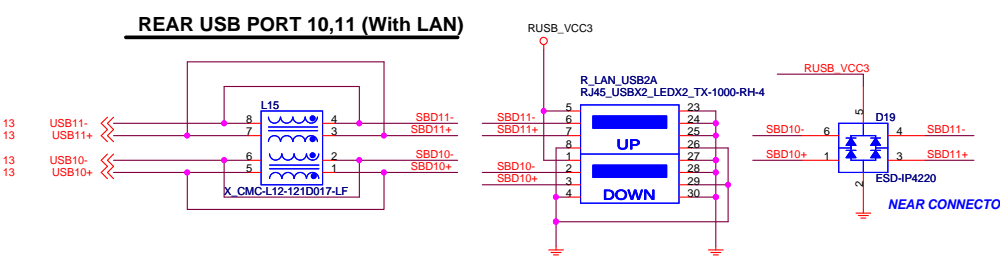 REAR USB PORT 10,11 (With LAN)
RUSB_VCC3
R_LAN_USB2A
RJ45_USBX2_LEDX2_TX-1000-RH-4
RUSB_VCC3
L15
D19
13 USB11- 8 4 SBD11-
13 USB11+ 7 3 SBD11+
13 USB10- 6 2 SBD10-
13 USB10+ 5 1 SBD10+
X_CMC-L12-121D017-LF
SBD11- 5 23
SBD11+ 6 24
7 25
8 UP 26
1 27
SBD10- 2 28
SBD10+ 3 29
4 DOWN 30
5
SBD10- 6 4 SBD11-
SBD10+ 1 3 SBD11+
2
ESD-IP4220
NEAR CONNECTO